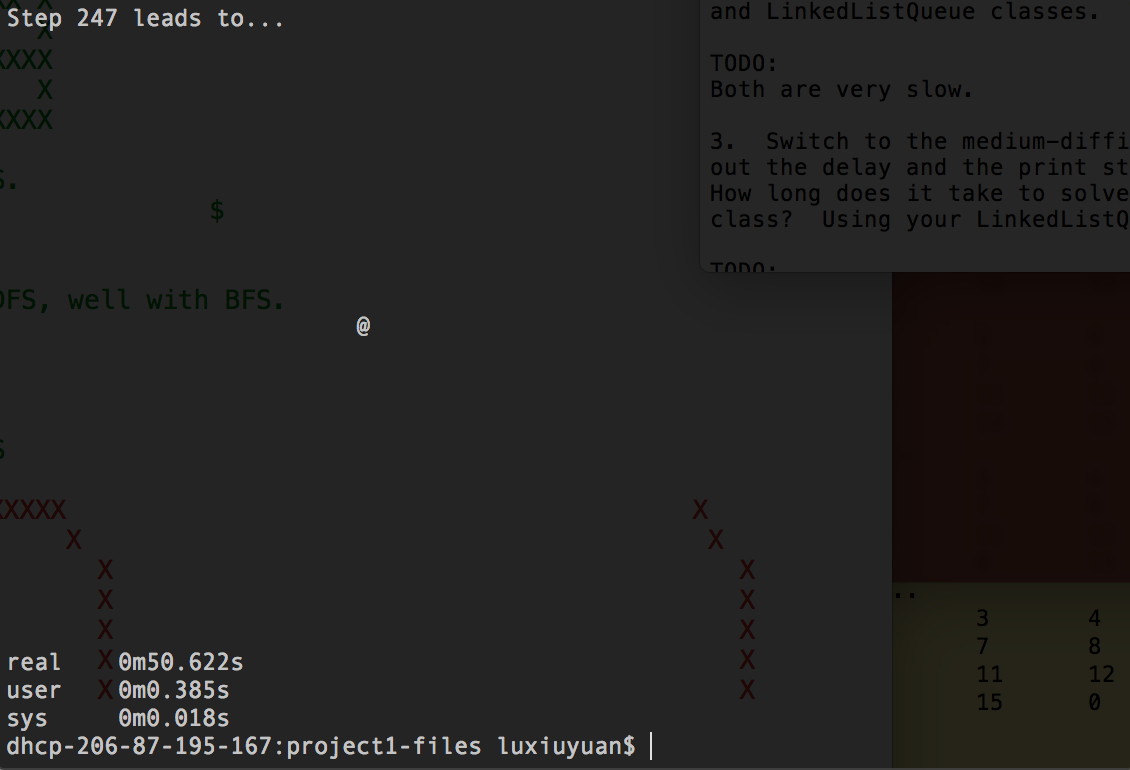 Step 247 leads to...
X
XXXX
X
XXXX
S.
$
DFS, well with BFS.
@
S
XXXXX X
X X
X X
X X
X X
real X 0m50.622s X
user X 0m0.385s X
sys 0m0.018s
dhcp-206-87-195-167:project1-files luxiuyuan$
and LinkedListQueue classes.
TODO:
Both are very slow.
3. Switch to the medium-diffi
out the delay and the print st
How long does it take to solve
class? Using your LinkedListQ
TODO:
..
3 4
7 8
11 12
15 0